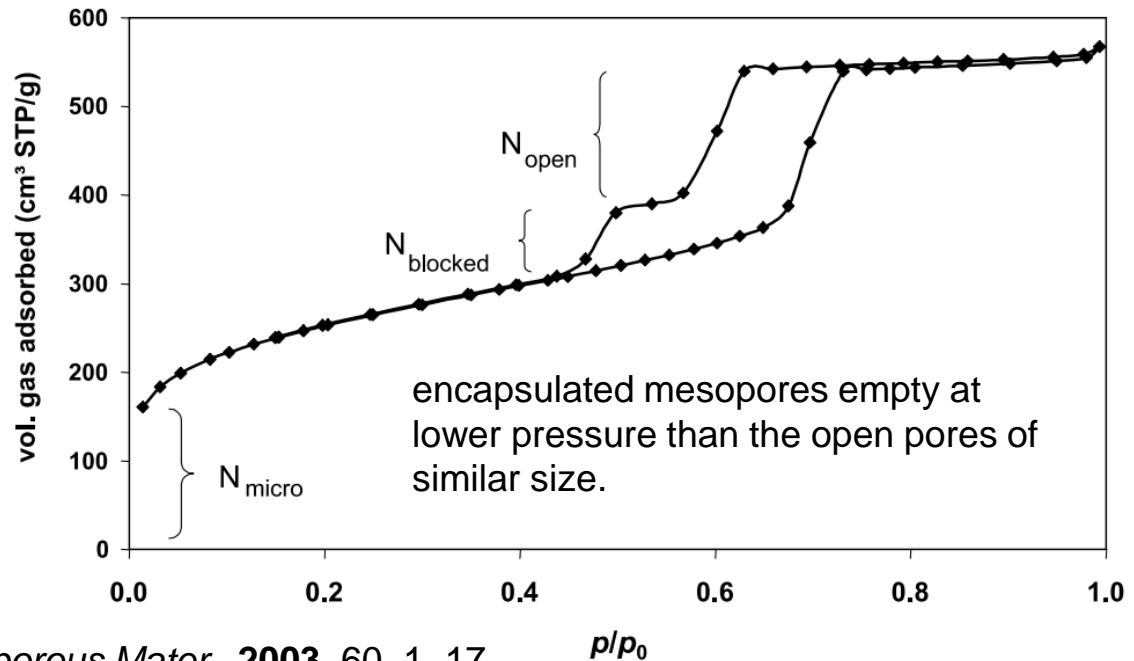 600
500
400
300
200
100
0
vol. gas adsorbed (cm³ STP/g)
N open
N blocked
N micro
encapsulated mesopores empty at
lower pressure than the open pores of
similar size.
0.0 0.2 0.4 0.6 0.8 1.0
p/p₀
Mater. 2003, 60, 1–17